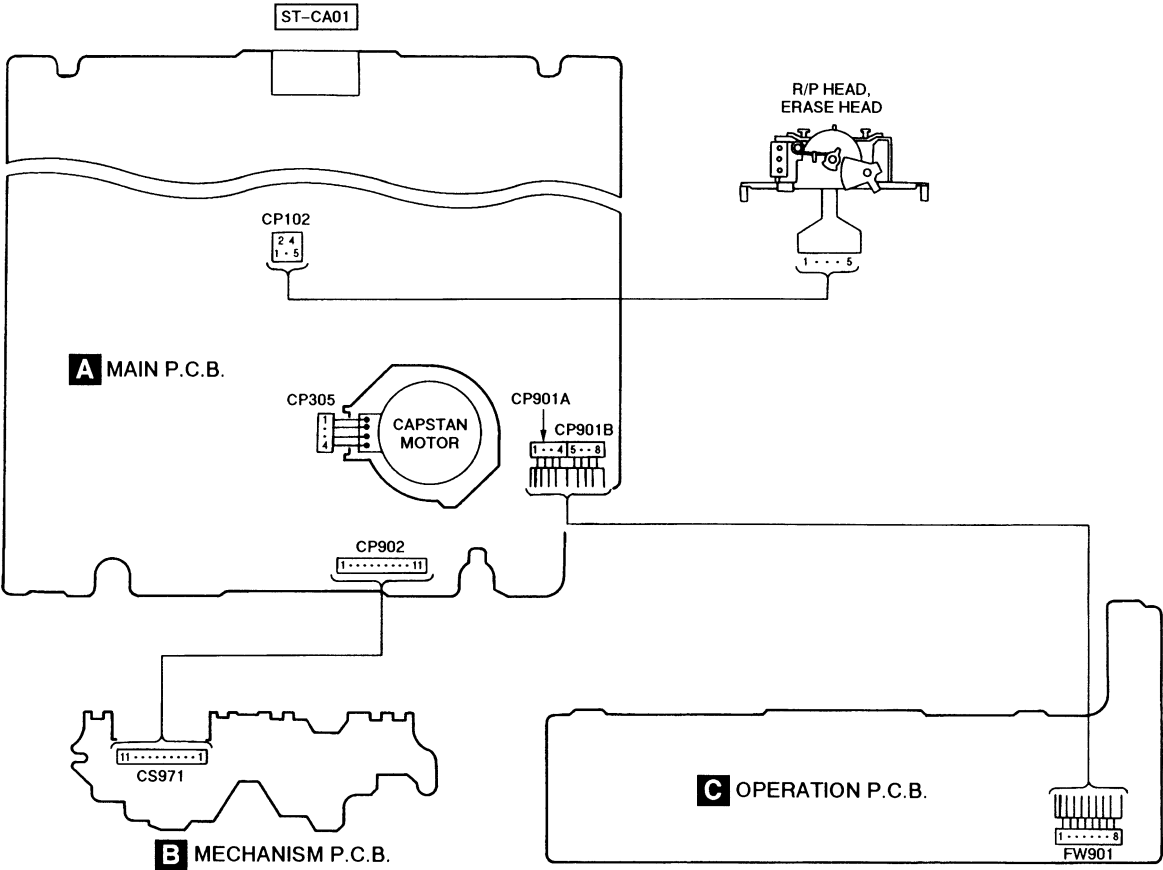 ST-CA01
R/P HEAD,
ERASE HEAD
CP102
2 4
1 · 5
1 · · · 5
A MAIN P.C.B.
CP305
1
·
·
4
CAPSTAN
MOTOR
CP901A
CP901B
1 · · 4 5 · · 8
CP902
1 · · · · · · · · · 11
11 · · · · · · · · · 1
CS971
B MECHANISM P.C.B.
C OPERATION P.C.B.
1 · · · · · · 8
FW901